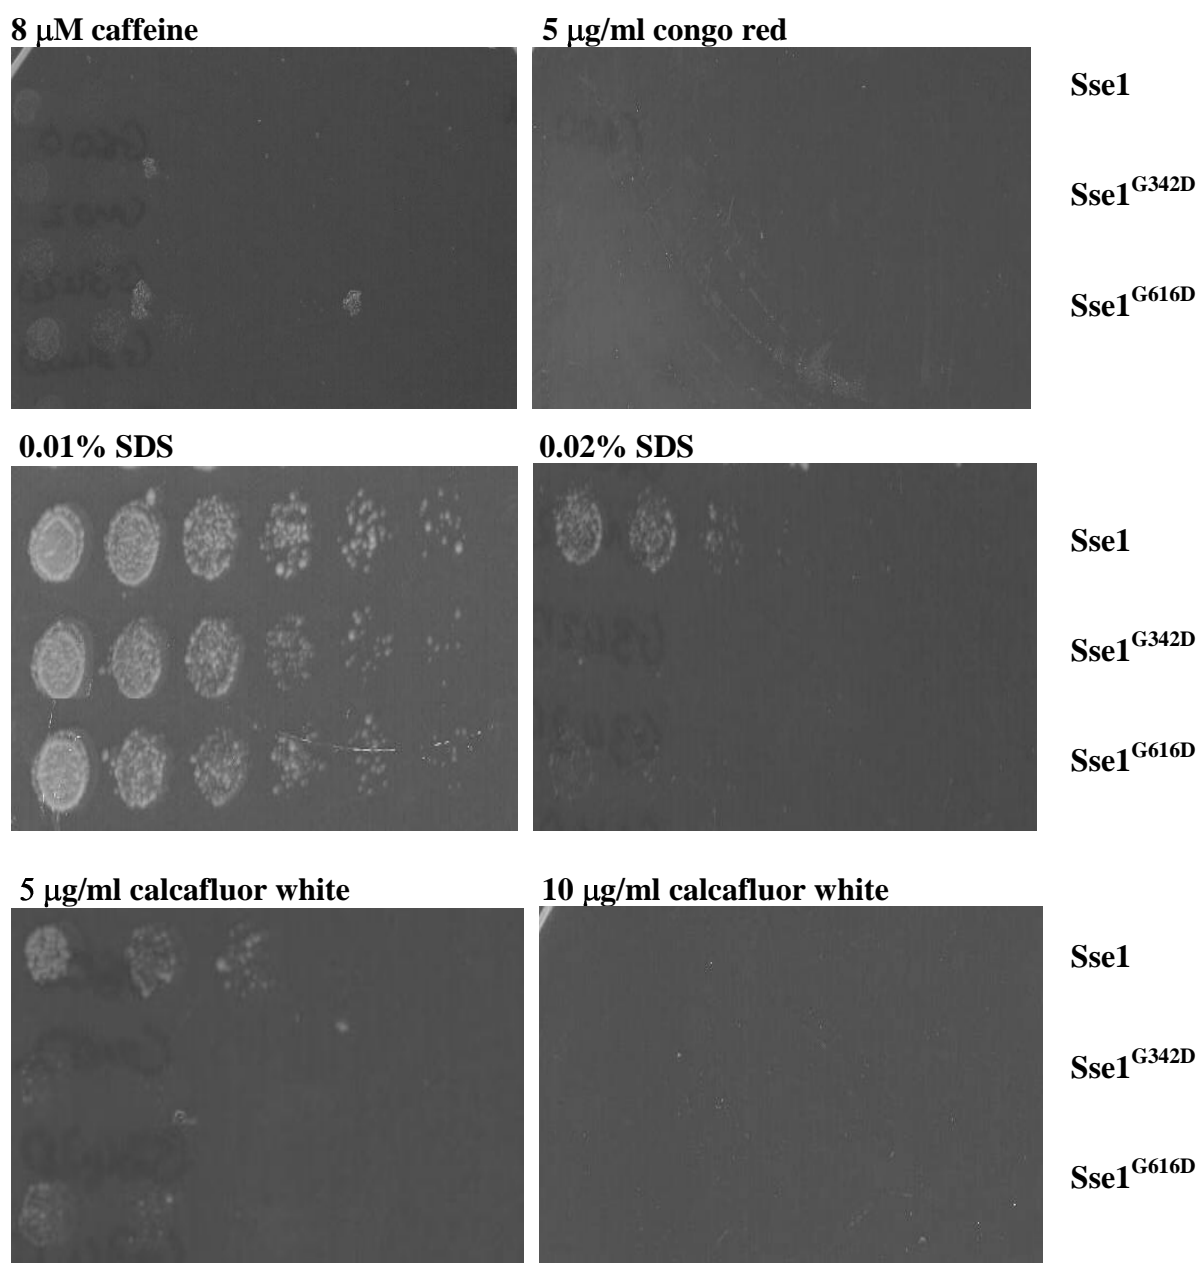 8 μM caffeine
5 μg/ml congo red
Sse1
Sse1G342D
Sse1G616D
0.01% SDS
0.02% SDS
Sse1
Sse1G342D
Sse1G616D
5 μg/ml calcafluor white
10 μg/ml calcafluor white
Sse1
Sse1G342D
Sse1G616D